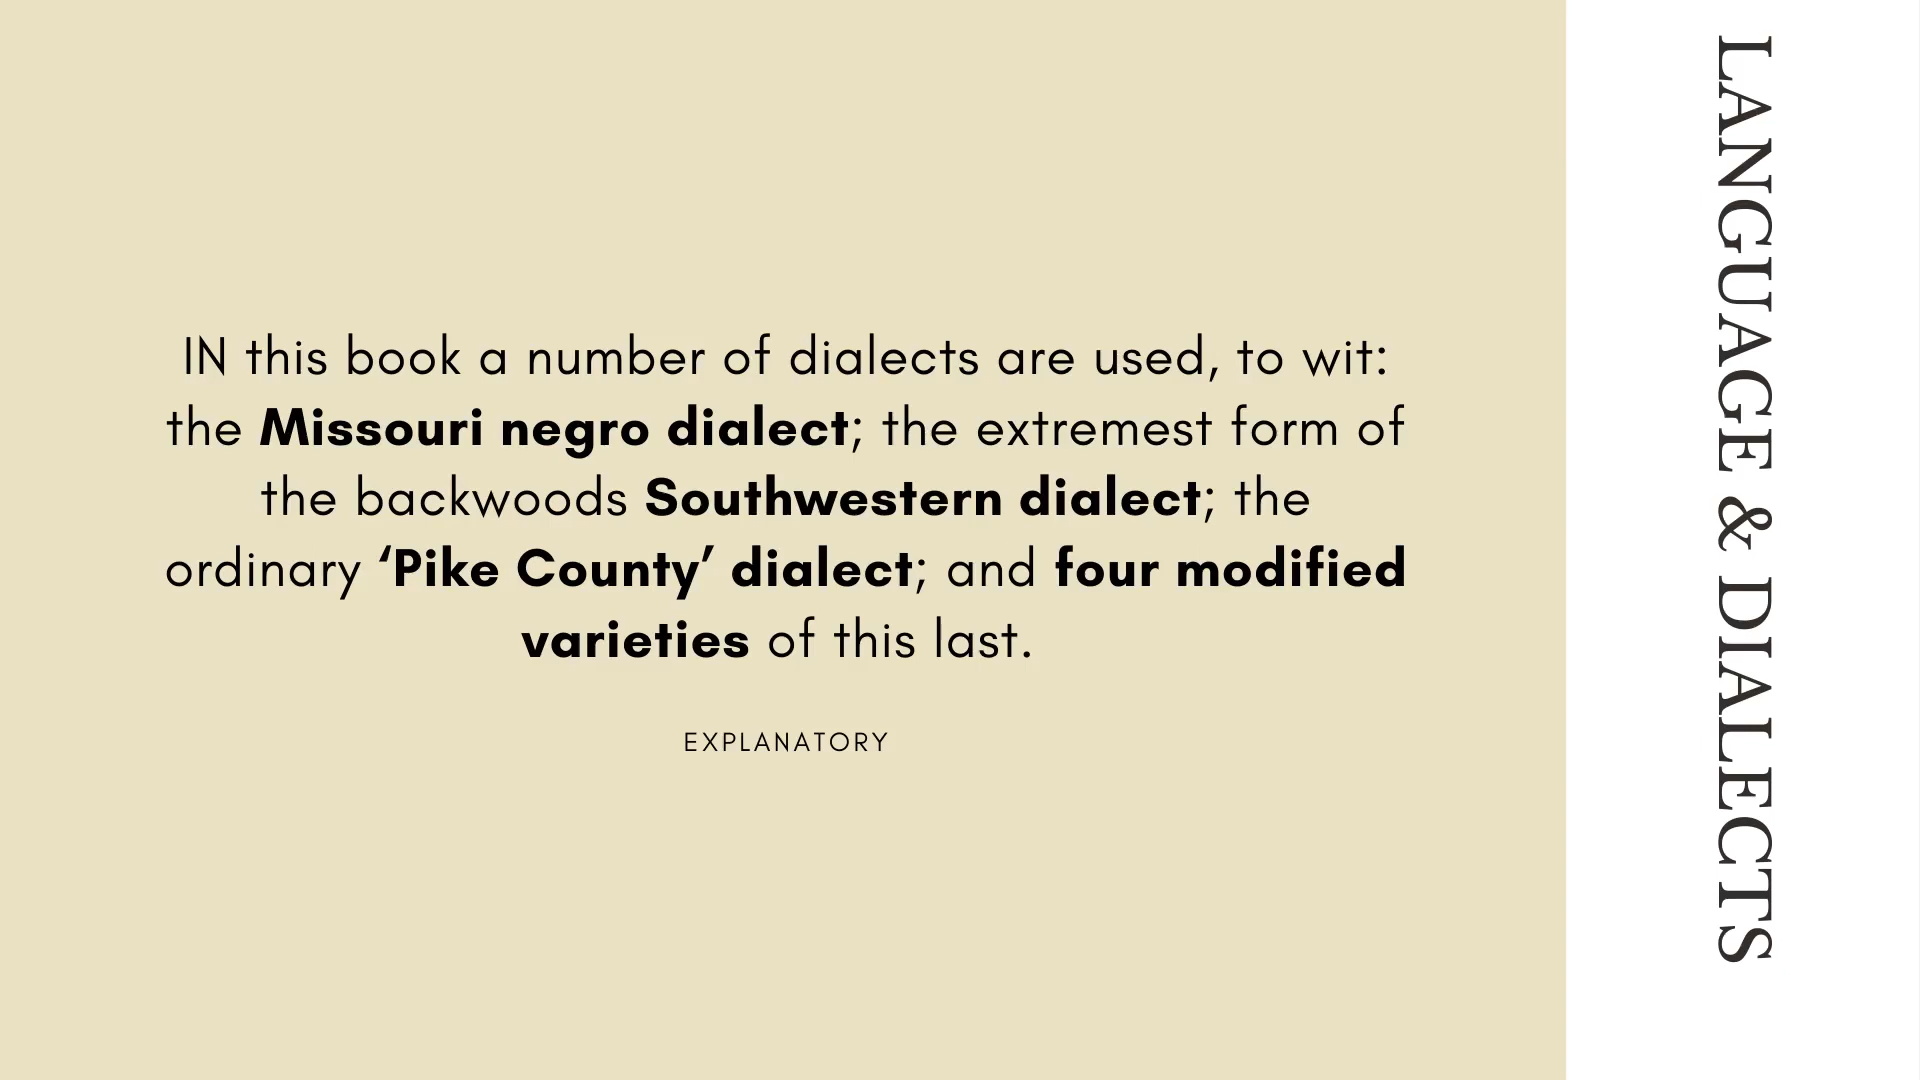 IN this book a number of dialects are used, to wit:
the Missouri negro dialect; the extremest form of
the backwoods Southwestern dialect; the
ordinary ‘Pike County’ dialect; and four modified
varieties of this last.
EXPLANATORY
LANGUAGE & DIALECTS